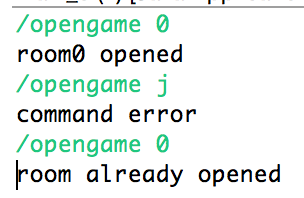 /opengame 0
room0 opened
/opengame j
command error
/opengame 0
room already opened